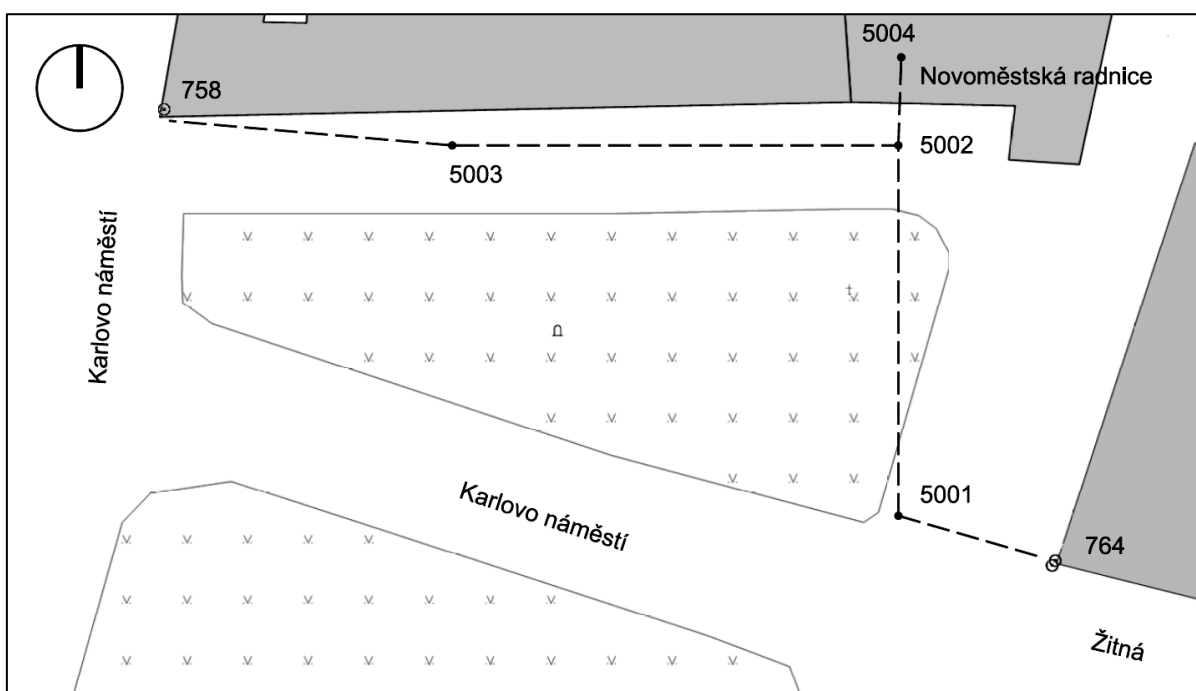 5004
Novoměstská radnice
758
5002
5003
Karlovo náměstí
t
5001
Karlovo náměstí
764
Žitná